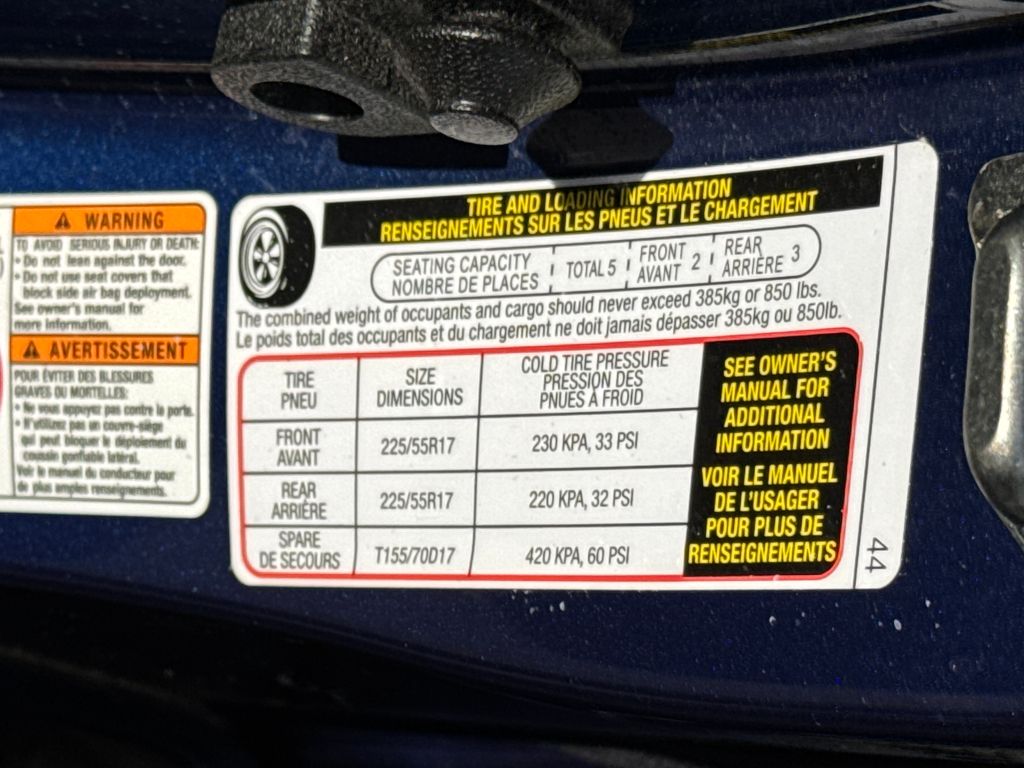 WARNING
TO AVOID SERIOUS INJURY OR DEATH:
• Do not lean against the door.
• Do not use seat covers that
block side air bag deployment.
See owner's manual for
more information.
AVERTISSEMENT
POUR ÉVITER DES BLESSURES
GRAVES OU MORTELLES:
• Ne vous appuyez pas contre la porte.
• N'utilizez pas un couvre-siège
qui peut bloquer le déploiement du
coussin gonflable latéral.
Voir le manuel du conducteur pour
de plus amples renseignements.
TIRE AND LOADING INFORMATION
RENSEIGNEMENTS SUR LES PNEUS ET LE CHARGEMENT
SEATING CAPACITY
NOMBRE DE PLACES
TOTAL 5
FRONT
AVANT 2
REAR
ARRIÈRE 3
The combined weight of occupants and cargo should never exceed 385kg or 850 lbs.
Le poids total des occupants et du chargement ne doit jamais dépasser 385kg ou 850lb.
TIRE
PNEU
SIZE
DIMENSIONS
COLD TIRE PRESSURE
PRESSION DES
PNUES À FROID
FRONT
AVANT
225/55R17
230 KPA, 33 PSI
REAR
ARRIÈRE
225/55R17
220 KPA, 32 PSI
SPARE
DE SECOURS
T155/70D17
420 KPA, 60 PSI
SEE OWNER'S
MANUAL FOR
ADDITIONAL
INFORMATION
VOIR LE MANUEL
DE L'USAGER
POUR PLUS DE
RENSEIGNEMENTS
44